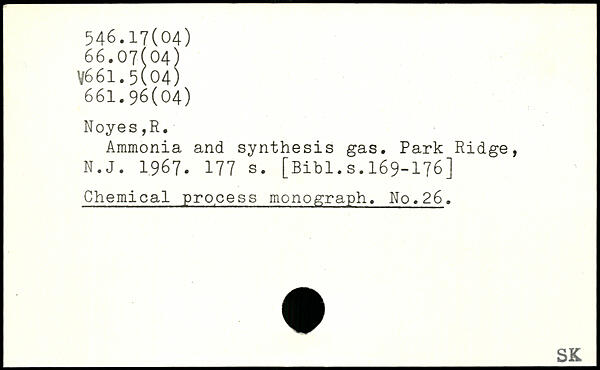 546.17(04)
66.07(04)
V661.5(04)
661.96(04)
Noyes,R.
Ammonia and synthesis gas. Park Ridge,
N.J. 1967. 177 s. [Bibl.s.169-176]
Chemical process monograph. No.26.
SK